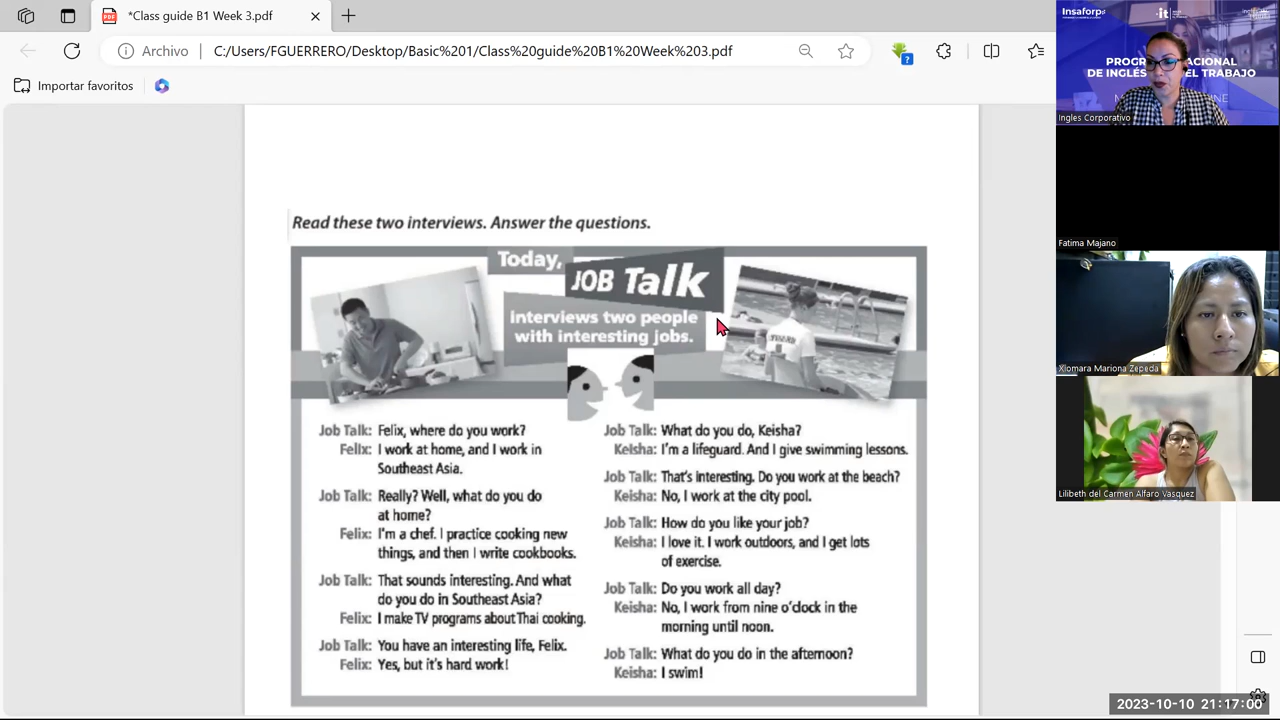 *Class guide B1 Week 3.pdf
Archivo
C:/Users/FGUERRERO/Desktop/Basic%201/Class%20guide%20B1%20Week%203.pdf
Importar favoritos
Read these two interviews. Answer the questions.
Today,
JOB Talk
interviews two people
with interesting jobs.
Job Talk: Felix, where do you work?
Felix: I work at home, and I work in
Southeast Asia.
Job Talk: Really? Well, what do you do
at home?
Felix: I'm a chef. I practice cooking new
things, and then I write cookbooks.
Job Talk: That sounds interesting. And what
do you do in Southeast Asia?
Felix: I make TV programs about Thai cooking.
Job Talk: You have an interesting life, Felix.
Felix: Yes, but it's hard work!
Job Talk: What do you do, Keisha?
Keisha: I'm a lifeguard. And I give swimming lessons.
Job Talk: That's interesting. Do you work at the beach?
Keisha: No, I work at the city pool.
Job Talk: How do you like your job?
Keisha: I love it. I work outdoors, and I get lots
of exercise.
Job Talk: Do you work all day?
Keisha: No, I work from nine o'clock in the
morning until noon.
Job Talk: What do you do in the afternoon?
Keisha: I swim!
Insaforp
it
Ingles Corporativo
Fatima Majano
Xiomara Mariona Zepeda
Lilibeth del Carmen Alfaro Vasquez
2023-10-10 21:17:00